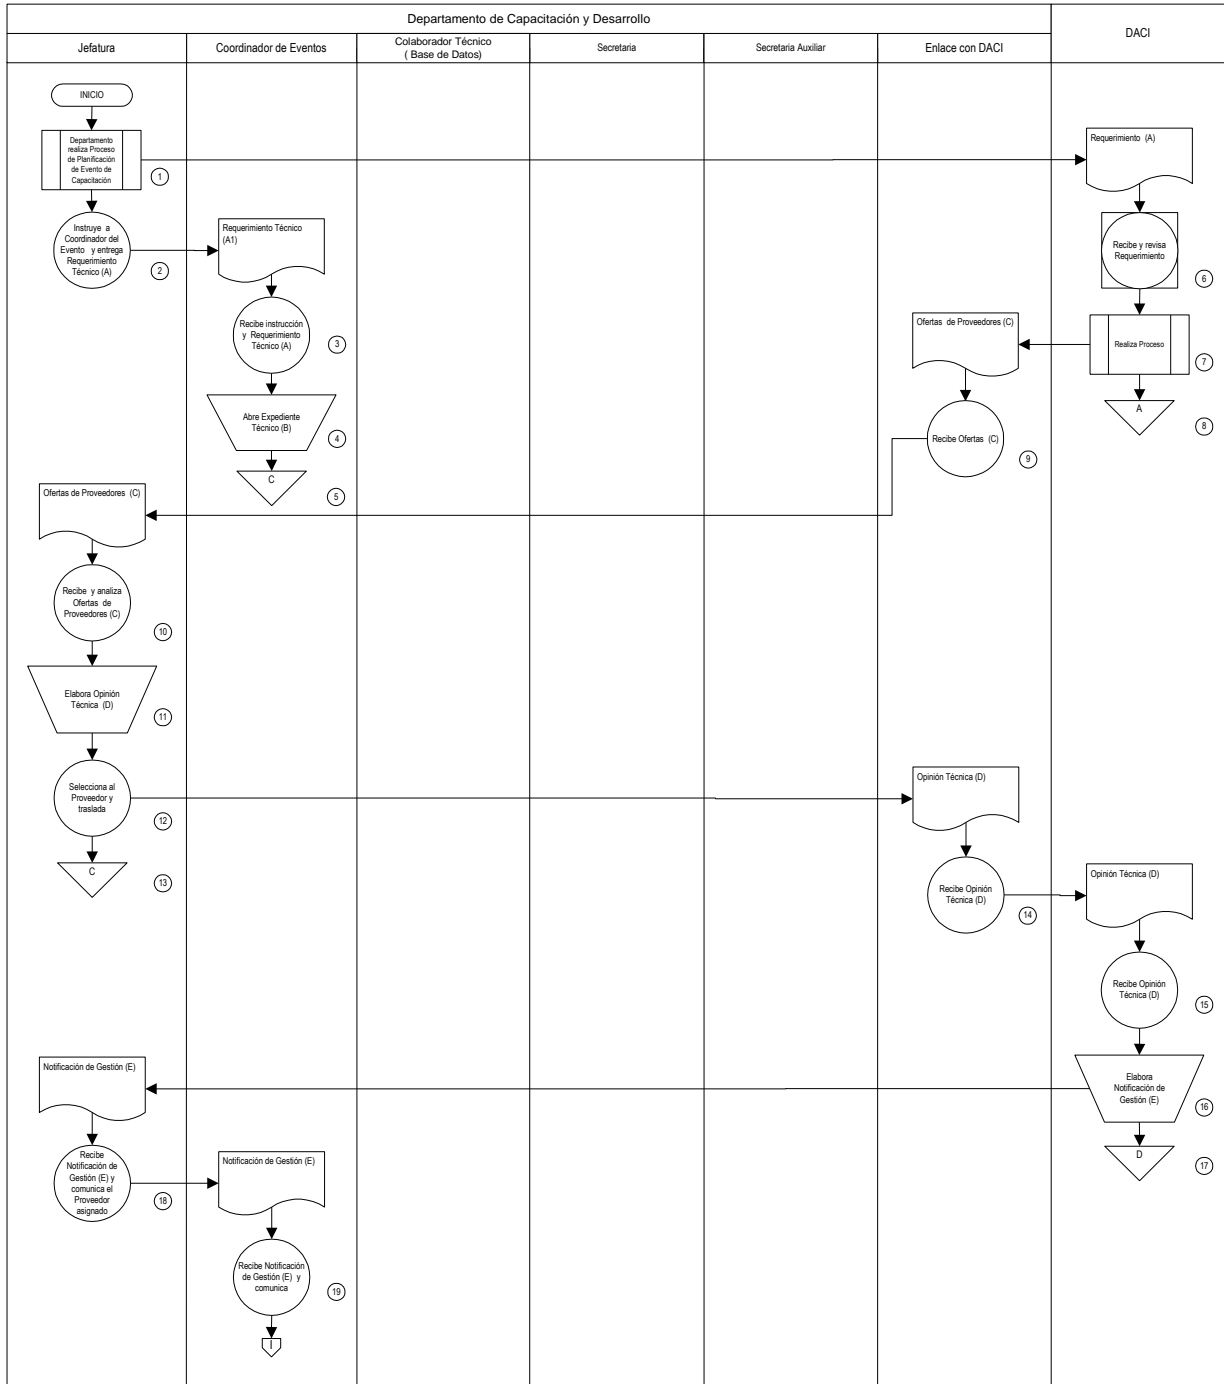 Departamento de Capacitación y Desarrollo
DACI
Jefatura
Coordinador de Eventos
Colaborador Técnico
( Base de Datos)
Secretaria
Secretaria Auxiliar
Enlace con DACI
INICIO
Departamento
realiza Proceso
de Planificación
de Evento de
Capacitación
1
Requerimiento (A)
Instruye a
Coordinador del
Evento y entrega
Requerimiento
Técnico (A)
2
Requerimiento Técnico
(A1)
Recibe y revisa
Requerimiento
6
Recibe instrucción
y Requerimiento
Técnico (A)
3
Ofertas de Proveedores (C)
Realiza Proceso
7
Abre Expediente
Técnico (B)
4
Recibe Ofertas (C)
9
A
8
C
5
Ofertas de Proveedores (C)
Recibe y analiza
Ofertas de
Proveedores (C)
10
Elabora Opinión
Técnica (D)
11
Selecciona al
Proveedor y
traslada
12
Opinión Técnica (D)
C
13
Recibe Opinión
Técnica (D)
14
Opinión Técnica (D)
Recibe Opinión
Técnica (D)
15
Notificación de Gestión (E)
Elabora
Notificación de
Gestión (E)
16
Recibe
Notificación de
Gestión (E) y
comunica el
Proveedor
asignado
18
Notificación de Gestión (E)
D
17
Recibe Notificación
de Gestión (E) y
comunica
19
I